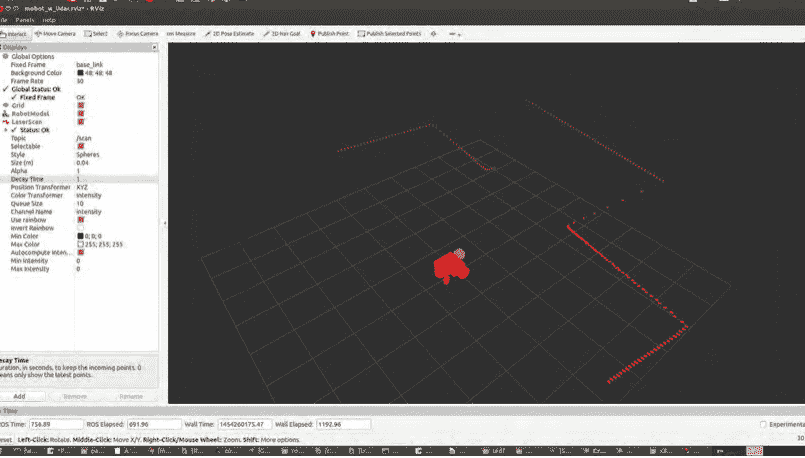 mobot_w_lidar.rviz* - RViz
File Panels Help
Interact Move Camera Select Focus Camera Measure 2D Pose Estimate 2D Nav Goal Publish Point Publish Selected Points
Displays
Global Options
Fixed Frame base_link
Background Color 48; 48; 48
Frame Rate 30
Global Status: Ok
Fixed Frame OK
Grid
RobotModel
LaserScan
Status: Ok
Topic /scan
Selectable
Style Spheres
Size (m) 0.04
Alpha 1
Decay Time 1
Position Transformer XYZ
Color Transformer Intensity
Queue Size 10
Channel Name intensity
Use rainbow
Invert Rainbow
Min Color 0; 0; 0
Max Color 255; 255; 255
Autocompute Inten...
Min Intensity 0
Max Intensity 0
Decay Time
uration, in seconds, to keep the incoming points. 0
eans only show the latest points.
Add Remove Rename
Time
ROS Time: 756.89 ROS Elapsed: 691.96 Wall Time: 1454260175.47 Wall Elapsed: 1192.96 Experimenta
eset Left-Click: Rotate. Middle-Click: Move X/Y. Right-Click/Mouse Wheel: Zoom. Shift: More options.